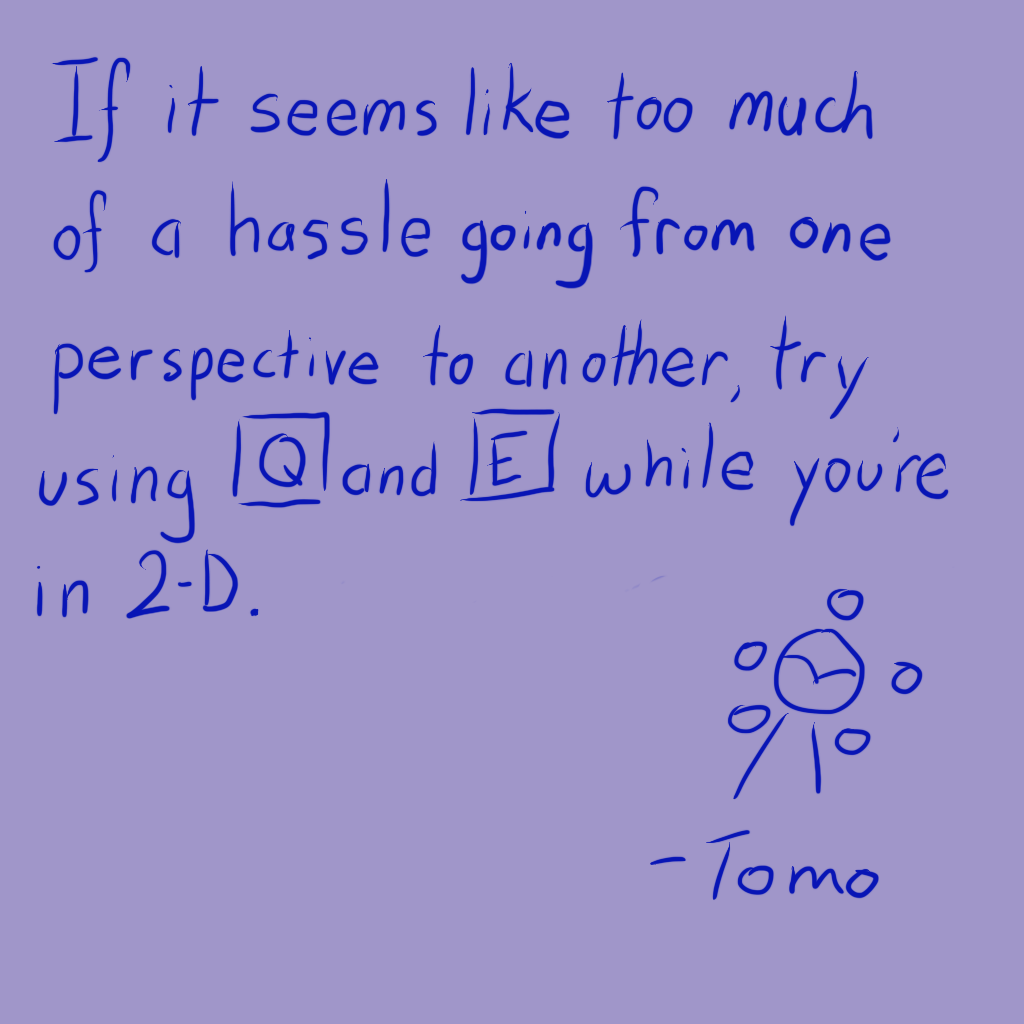 If it seems like too much
of a hassle going from one
perspective to another, try
using Q and E while you're
in 2-D.
- Tomo